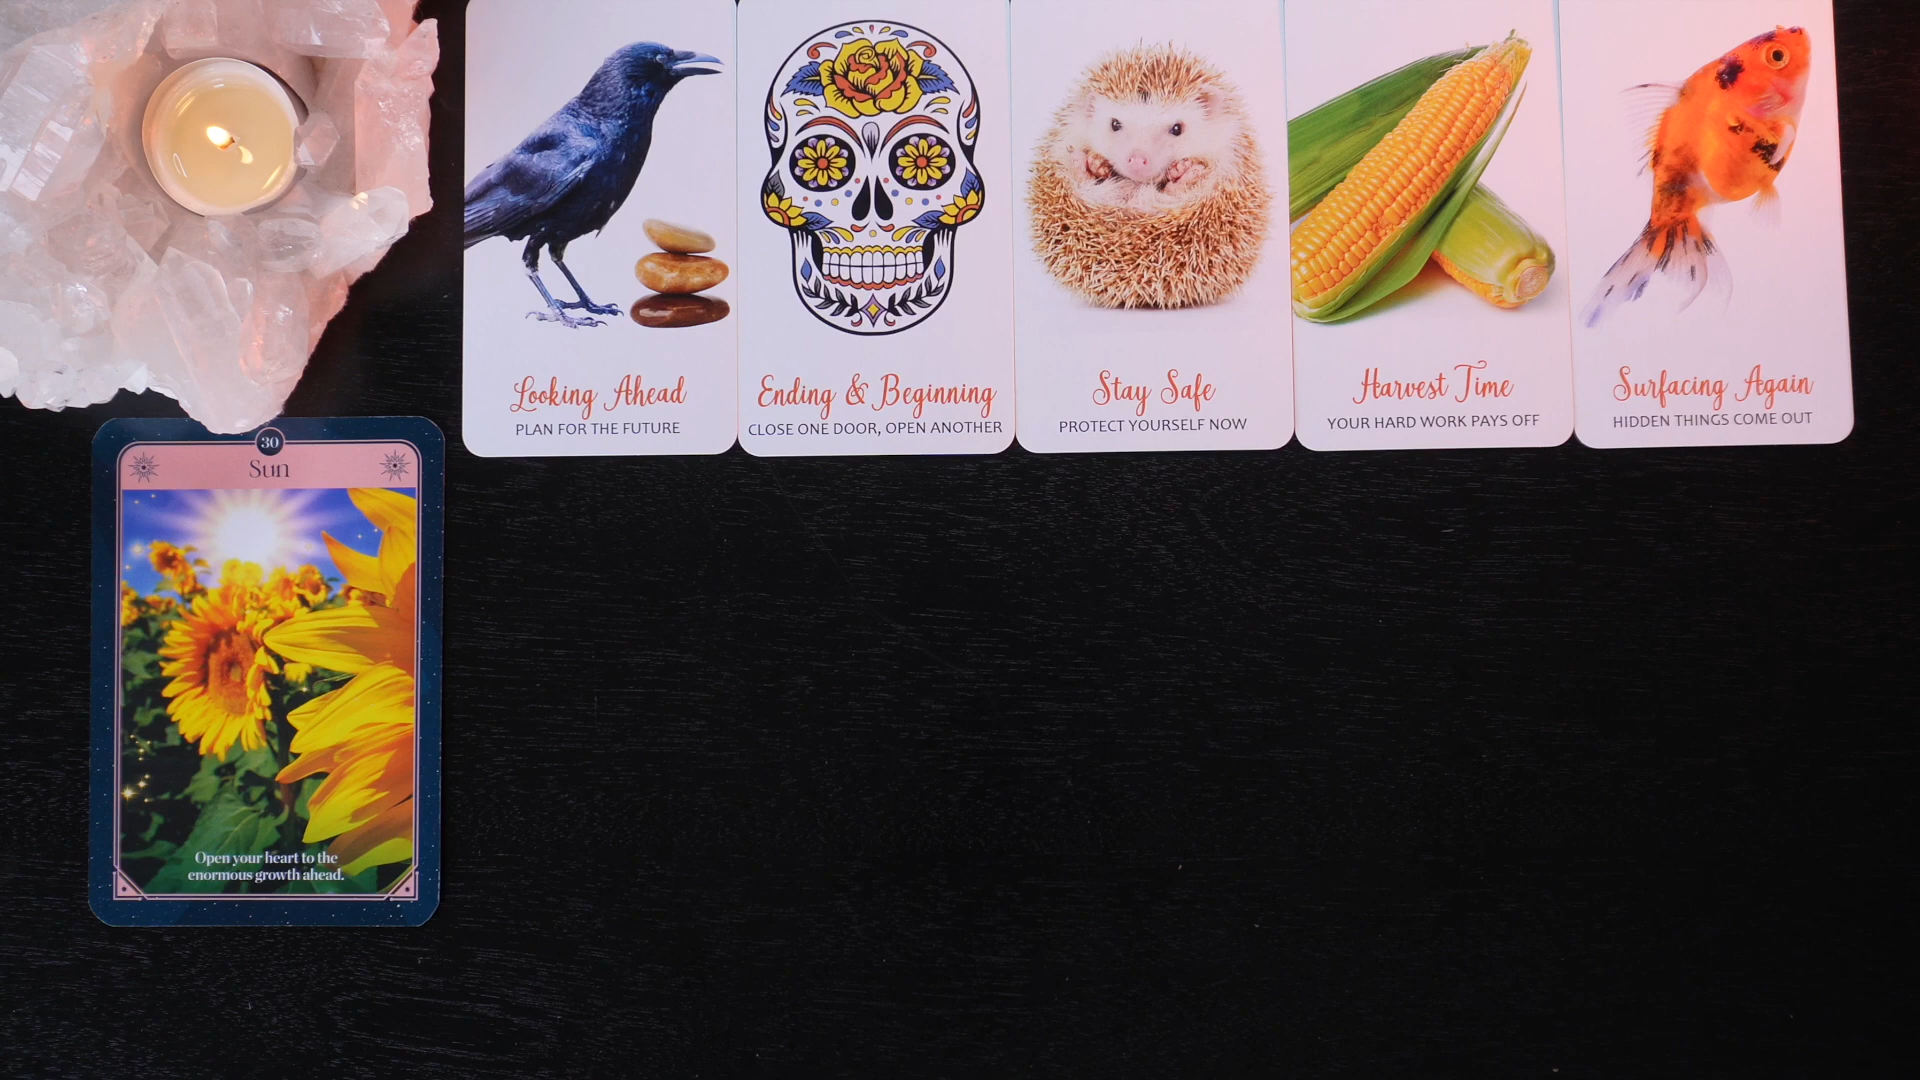 Looking Ahead
PLAN FOR THE FUTURE
Ending & Beginning
CLOSE ONE DOOR, OPEN ANOTHER
Stay Safe
PROTECT YOURSELF NOW
Harvest Time
YOUR HARD WORK PAYS OFF
Surfacing Again
HIDDEN THINGS COME OUT
30
Sun
Open your heart to the
enormous growth ahead.